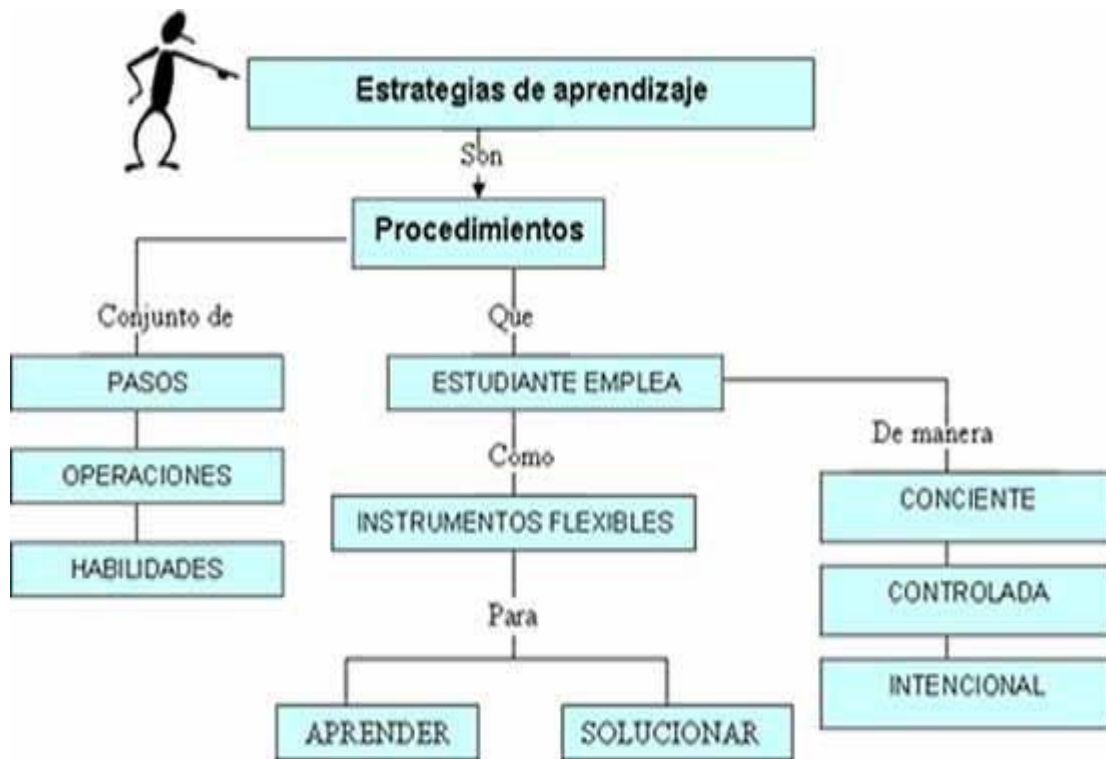 Estrategias de aprendizaje
Son
Procedimientos
Conjunto de
Que
PASOS
ESTUDIANTE EMPLEA
De manera
OPERACIONES
Como
CONCIENTE
HABILIDADES
INSTRUMENTOS FLEXIBLES
CONTROLADA
Para
INTENCIONAL
APRENDER
SOLUCIONAR